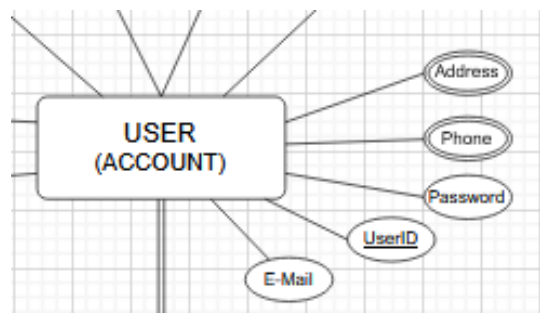 USER
(ACCOUNT)
Address
Phone
Password
UserID
E-Mail